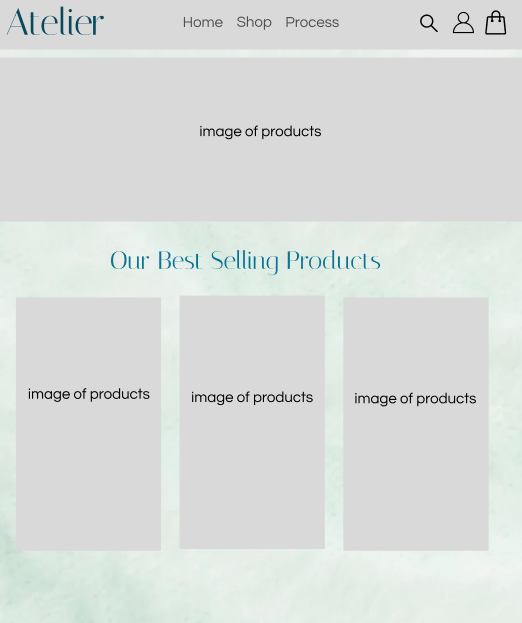 Atelier
Home Shop Process
image of products
Our Best Selling Products
image of products
image of products
image of products